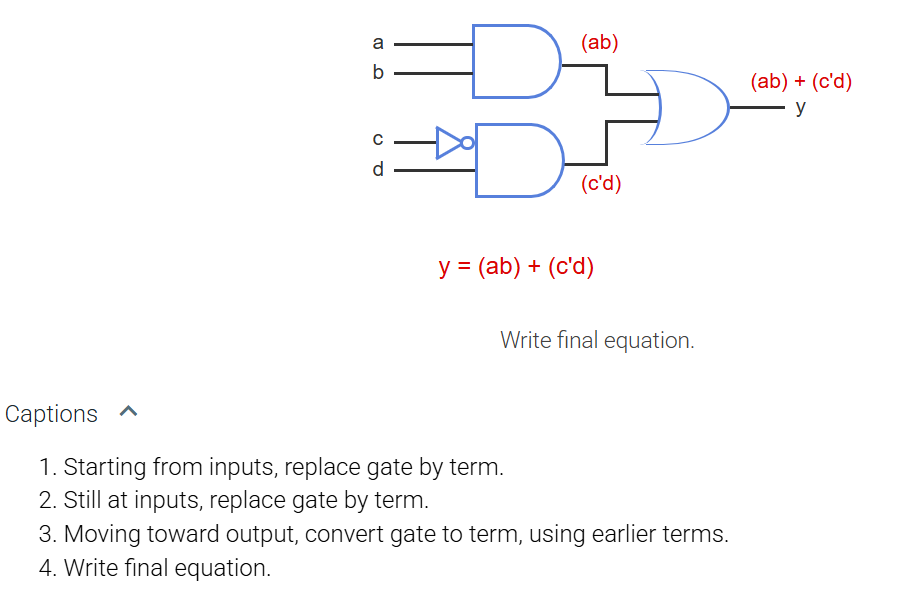 a
(ab)
b
(ab) + (c'd)
y
c
d
(c'd)
y = (ab) + (c'd)
Write final equation.
Captions
1. Starting from inputs, replace gate by term.
2. Still at inputs, replace gate by term.
3. Moving toward output, convert gate to term, using earlier terms.
4. Write final equation.